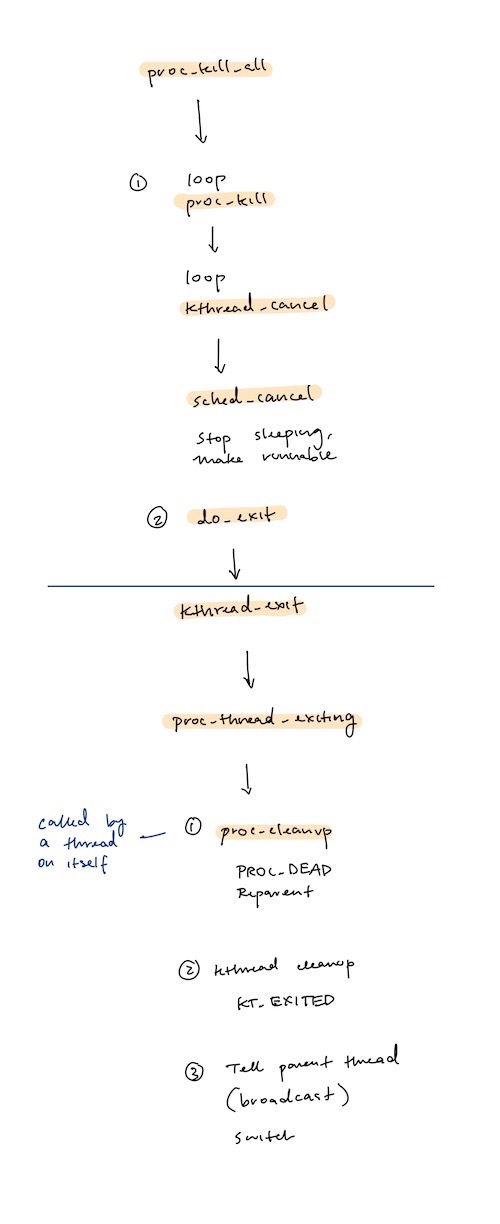 proc_kill_all
① loop
proc_kill
loop
kthread_cancel
sched_cancel
Stop sleeping,
make runnable
② do_exit
kthread_exit
proc_thread_exiting
called by
a thread
on itself
① proc_cleanup
PROC_DEAD
Reparent
② kthread cleanup
KT_EXITED
③ Tell parent thread
(broadcast)
switch